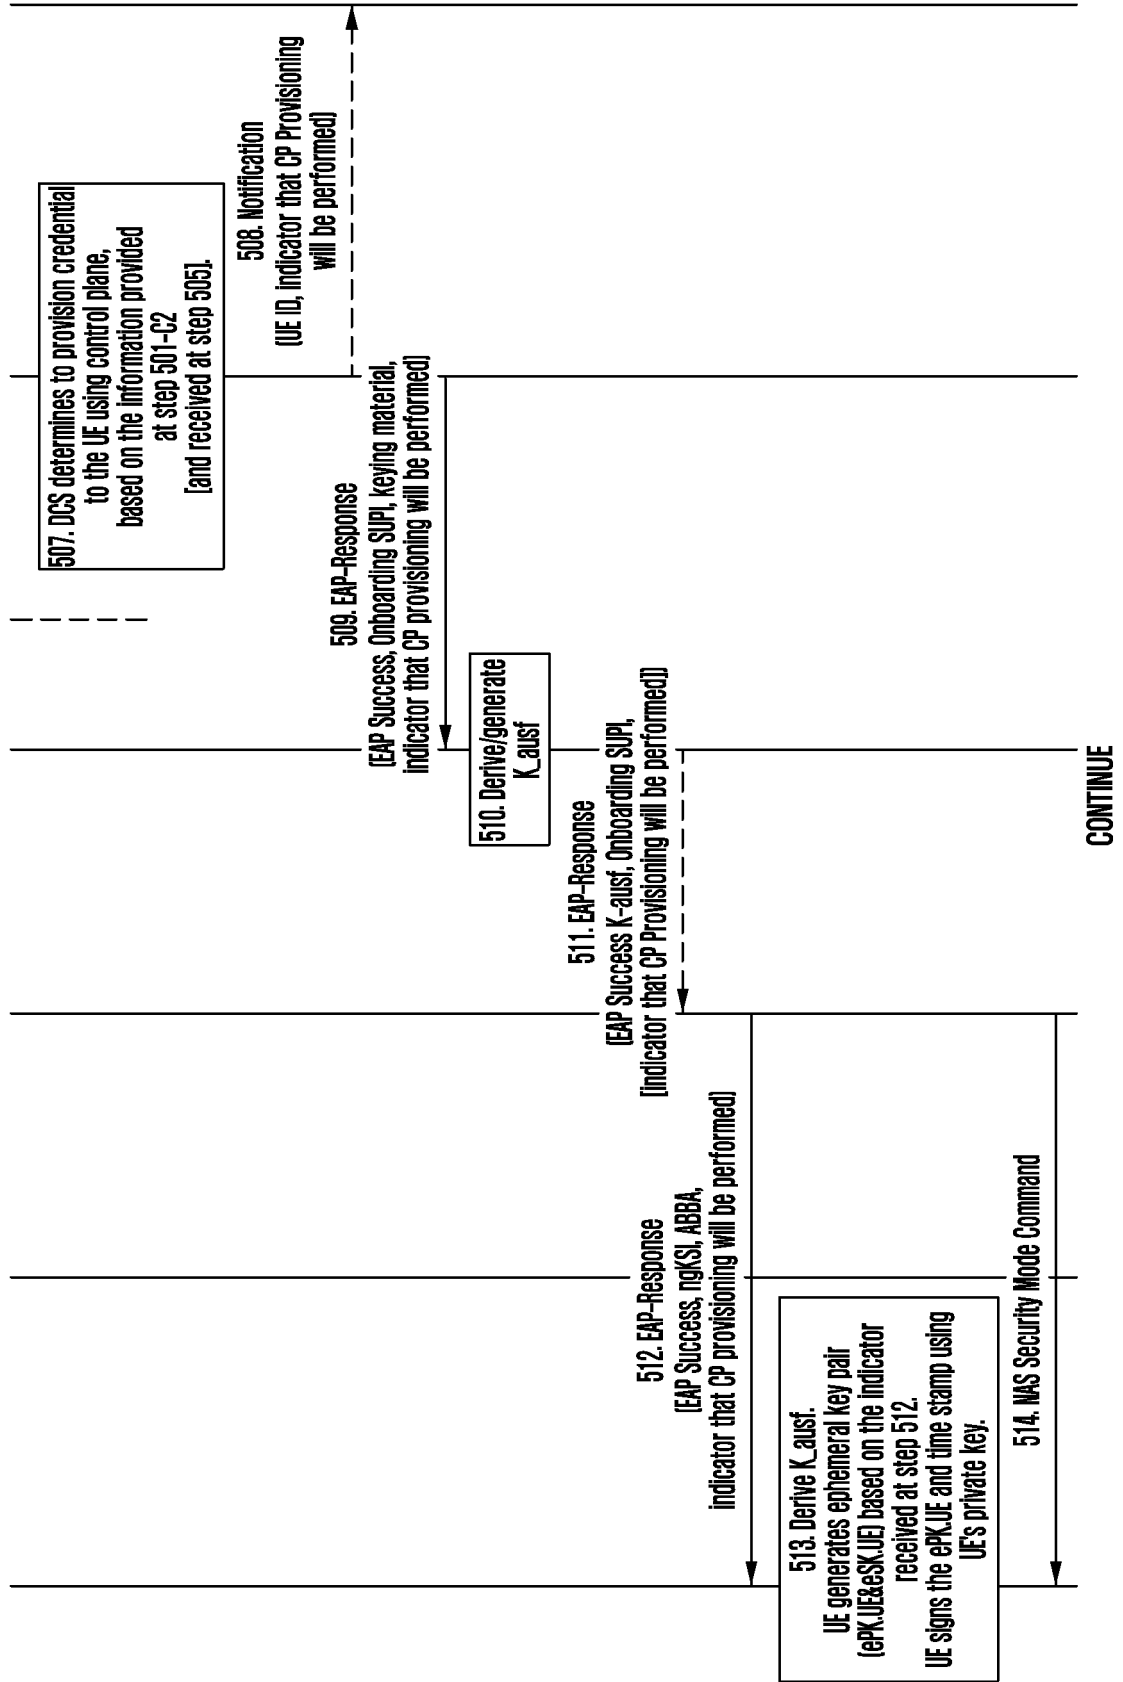 507. DCS determines to provision credential
to the UE using control plane,
based on the information provided
at step 501-C2
[and received at step 505].
508. Notification
(UE ID, indicator that CP Provisioning
will be performed)
509. EAP-Response
(EAP Success, Onboarding SUPI, keying material,
indicator that CP provisioning will be performed)
510. Derive/generate
K_ausf
511. EAP-Response
(EAP Success K-ausf, Onboarding SUPI,
[indicator that CP Provisioning will be performed])
512. EAP-Response
(EAP Success, ngKSI, ABBA,
indicator that CP provisioning will be performed)
513. Derive K_ausf.
UE generates ephemeral key pair
(ePK.UE&eSK.UE) based on the indicator
received at step 512.
UE signs the ePK.UE and time stamp using
UE's private key.
514. NAS Security Mode Command
CONTINUE